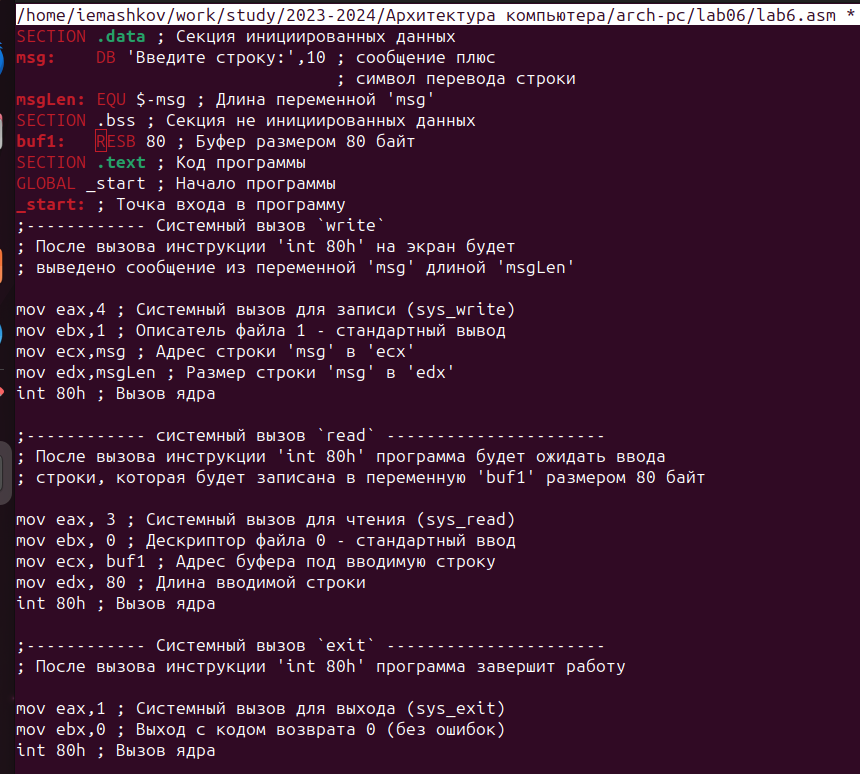 /home/iemashkov/work/study/2023-2024/Архитектура компьютера/arch-pc/lab06/lab6.asm *
SECTION .data ; Секция инициированных данных
msg:    DB 'Введите строку:',10 ; сообщение плюс
                                ; символ перевода строки
msgLen: EQU $-msg ; Длина переменной 'msg'
SECTION .bss ; Секция не инициированных данных
buf1:   RESB 80 ; Буфер размером 80 байт
SECTION .text ; Код программы
GLOBAL _start ; Начало программы
_start: ; Точка входа в программу
;------------ Системный вызов `write`
; После вызова инструкции 'int 80h' на экран будет
; выведено сообщение из переменной 'msg' длиной 'msgLen'

mov eax,4 ; Системный вызов для записи (sys_write)
mov ebx,1 ; Описатель файла 1 - стандартный вывод
mov ecx,msg ; Адрес строки 'msg' в 'ecx'
mov edx,msgLen ; Размер строки 'msg' в 'edx'
int 80h ; Вызов ядра

;------------ системный вызов `read` ----------------------
; После вызова инструкции 'int 80h' программа будет ожидать ввода
; строки, которая будет записана в переменную 'buf1' размером 80 байт

mov eax, 3 ; Системный вызов для чтения (sys_read)
mov ebx, 0 ; Дескриптор файла 0 - стандартный ввод
mov ecx, buf1 ; Адрес буфера под вводимую строку
mov edx, 80 ; Длина вводимой строки
int 80h ; Вызов ядра

;------------ Системный вызов `exit` ----------------------
; После вызова инструкции 'int 80h' программа завершит работу

mov eax,1 ; Системный вызов для выхода (sys_exit)
mov ebx,0 ; Выход с кодом возврата 0 (без ошибок)
int 80h ; Вызов ядра